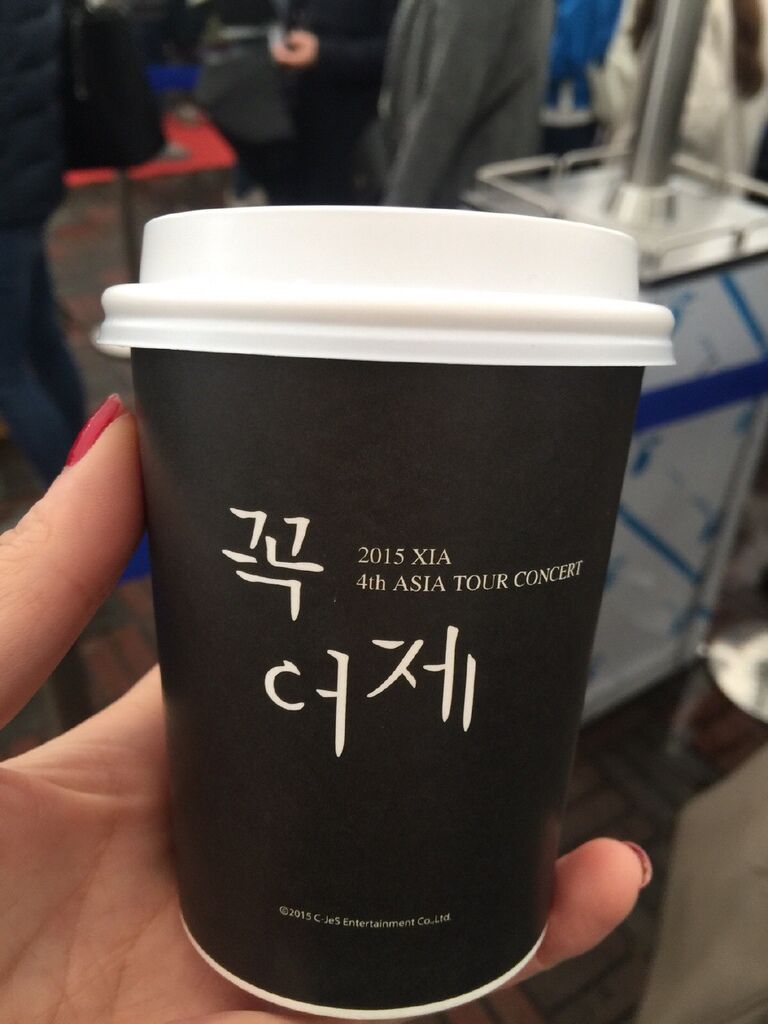 꼭
2015 XIA
4th ASIA TOUR CONCERT
어제
©2015 C-JeS Entertainment Co.,Ltd.